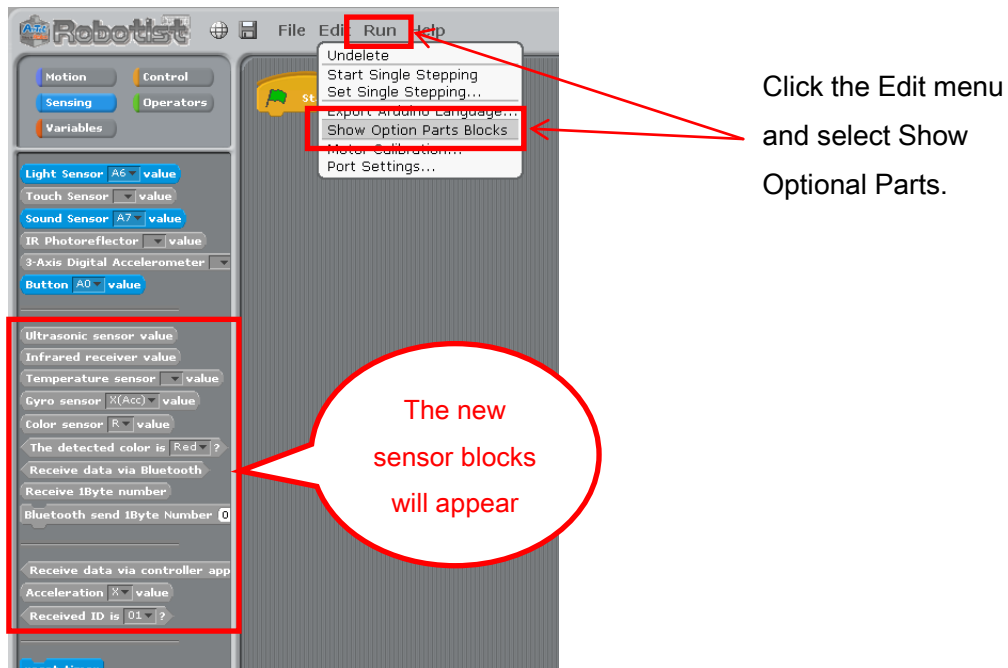 ArTeC Robotist File Edit Run Help
Undelete
Start Single Stepping
Set Single Stepping...
Export Arduino Language...
Show Option Parts Blocks
Motor Calibration...
Port Settings...
Motion Control
Sensing Operators
Variables
St
Light Sensor A6 value
Touch Sensor value
Sound Sensor A7 value
IR Photoreflector value
3-Axis Digital Accelerometer
Button A0 value
Ultrasonic sensor value
Infrared receiver value
Temperature sensor value
Gyro sensor X(Acc) value
Color sensor R value
The detected color is Red ?
Receive data via Bluetooth
Receive 1Byte number
Bluetooth send 1Byte Number 0
Receive data via controller app
Acceleration X value
Received ID is 01 ?
Click the Edit menu
and select Show
Optional Parts.
The new
sensor blocks
will appear